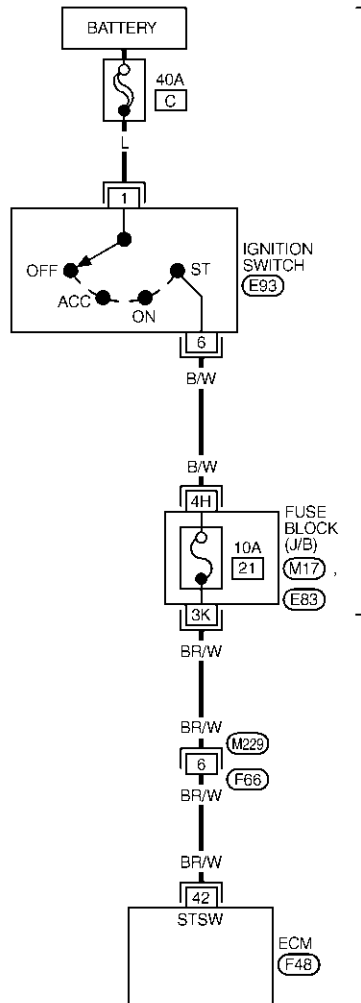 BATTERY
40A
C
L
1
OFF
ACC
ON
ST
IGNITION
SWITCH
E93
6
B/W
B/W
4H
10A
21
FUSE
BLOCK
(J/B)
M17 ,
E83
3K
BR/W
BR/W
6
M229
F66
BR/W
BR/W
42
STSW
ECM
F48